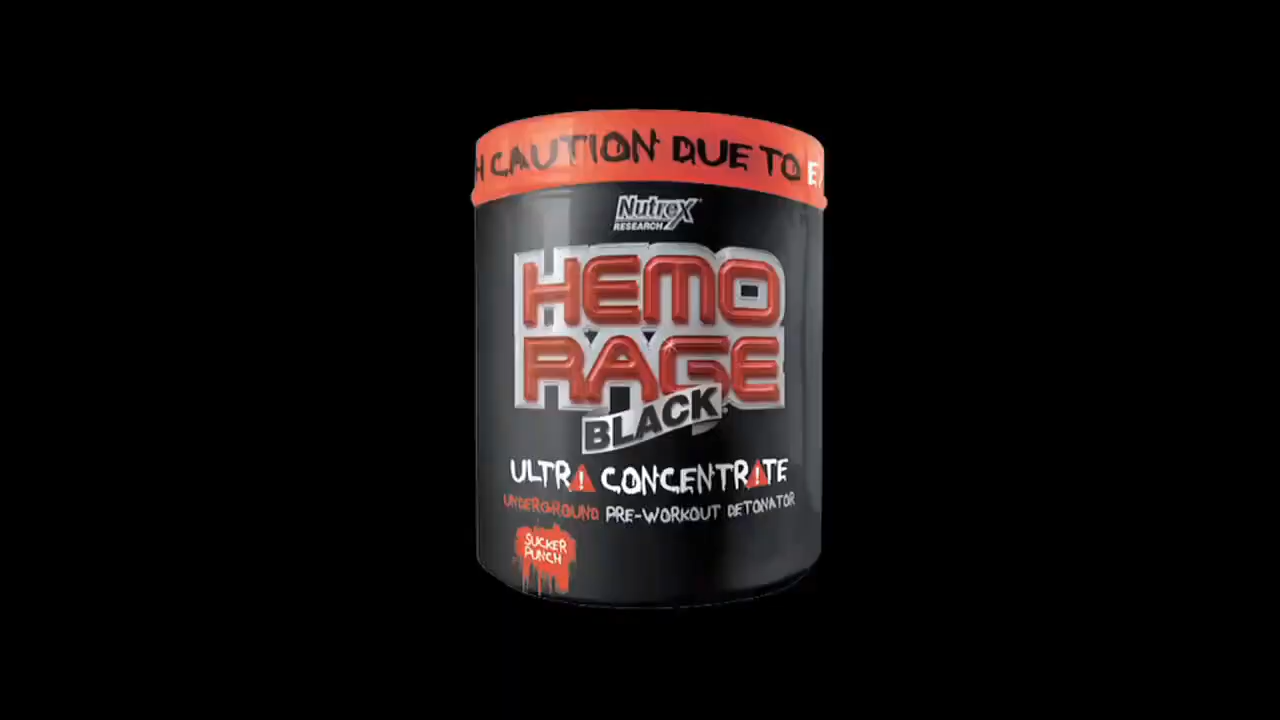 CAUTION DUE TO
Nutrex
RESEARCH
HEMO
RAGE
BLACK
ULTRA CONCENTRATE
UNDERGROUND PRE-WORKOUT DETONATOR
SUCKER
PUNCH